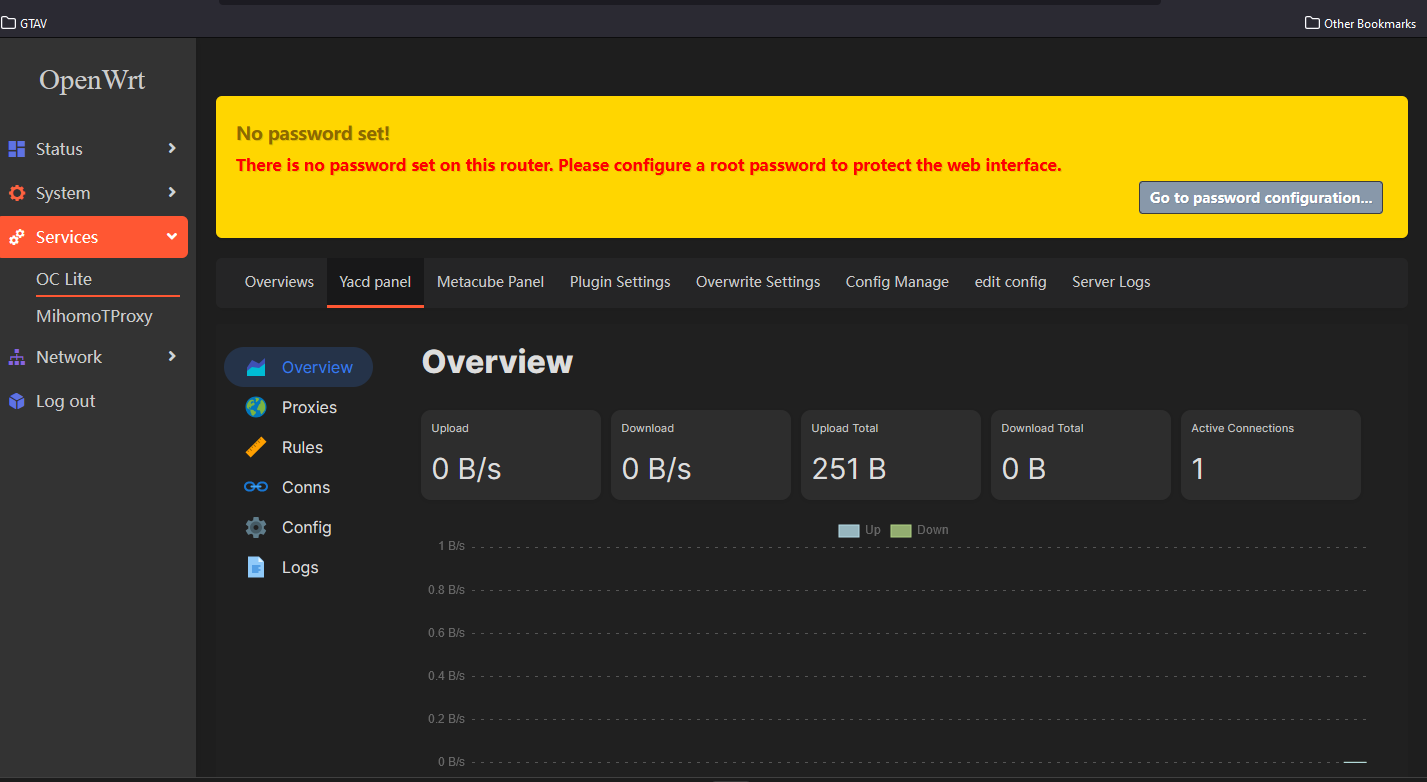 GTAV
Other Bookmarks
OpenWrt
Status
System
Services
OC Lite
MihomoTProxy
Network
Log out
No password set!
There is no password set on this router. Please configure a root password to protect the web interface.
Go to password configuration...
Overviews Yacd panel Metacube Panel Plugin Settings Overwrite Settings Config Manage edit config Server Logs
Overview
Proxies
Rules
Conns
Config
Logs
Overview
Upload Download Upload Total Download Total Active Connections
0 B/s 0 B/s 251 B 0 B 1
Up Down
1 B/s
0.8 B/s
0.6 B/s
0.4 B/s
0.2 B/s
0 B/s